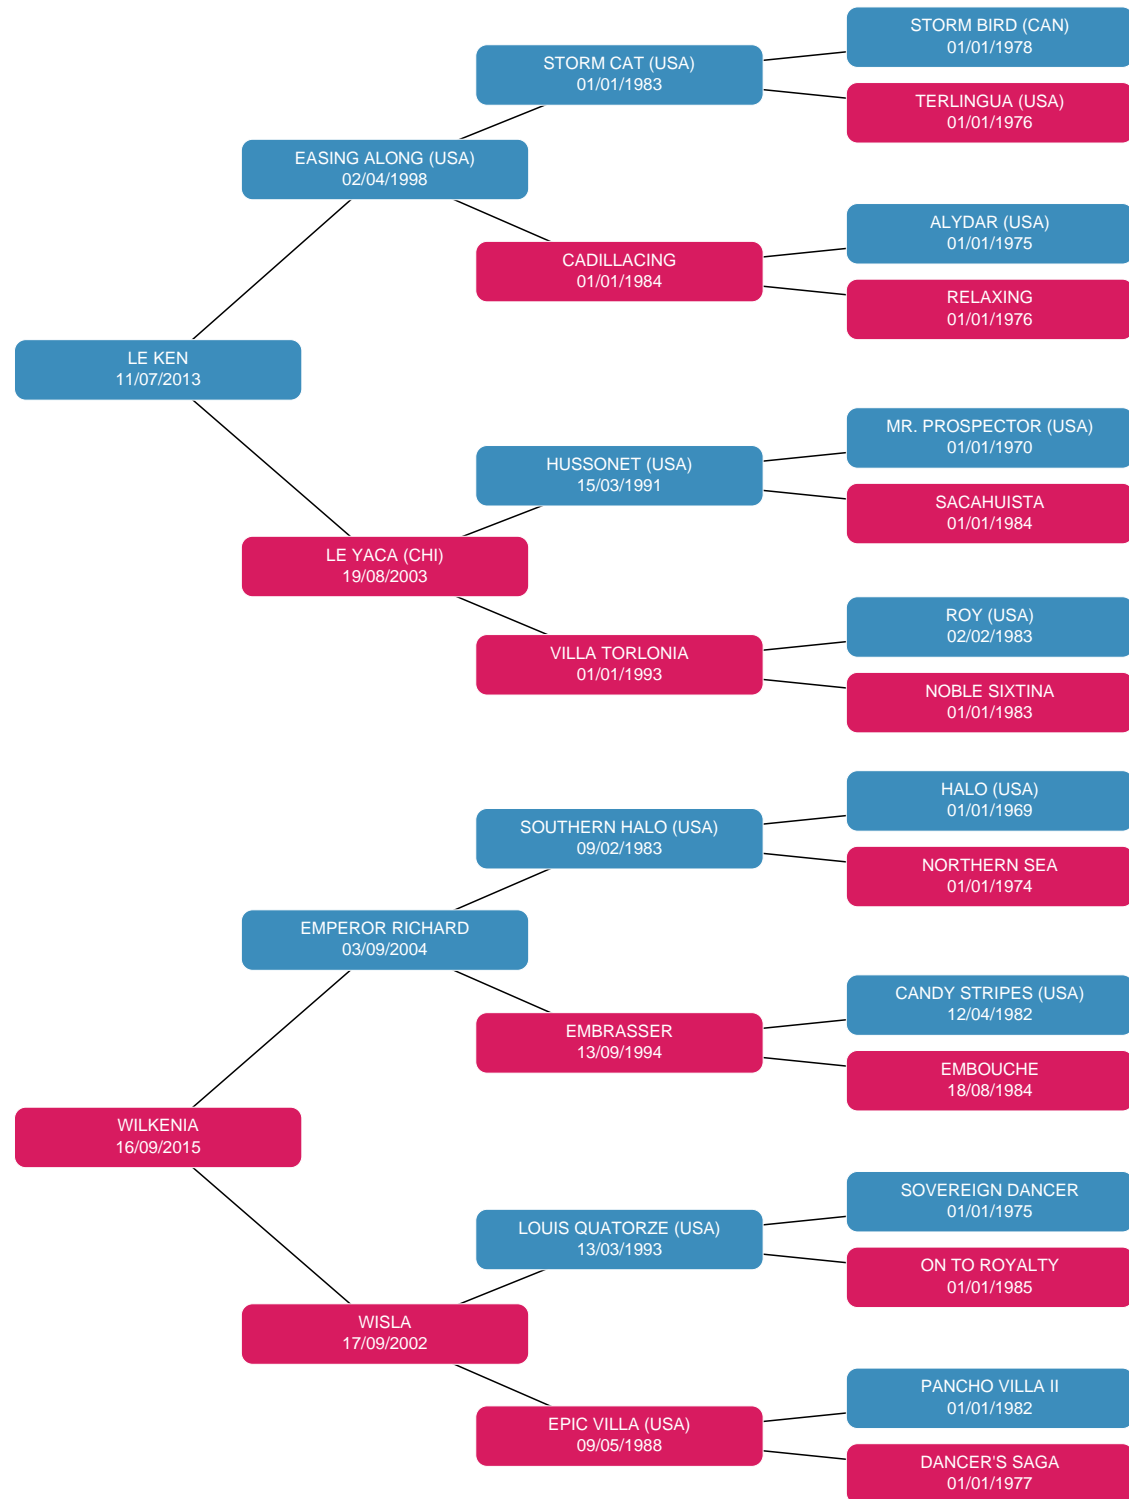 STORM BIRD (CAN)
01/01/1978
STORM CAT (USA)
01/01/1983
TERLINGUA (USA)
01/01/1976
EASING ALONG (USA)
02/04/1998
ALYDAR (USA)
01/01/1975
CADILLACING
01/01/1984
RELAXING
01/01/1976
LE KEN
11/07/2013
MR. PROSPECTOR (USA)
01/01/1970
HUSSONET (USA)
15/03/1991
SACAHUISTA
01/01/1984
LE YACA (CHI)
19/08/2003
ROY (USA)
02/02/1983
VILLA TORLONIA
01/01/1993
NOBLE SIXTINA
01/01/1983
HALO (USA)
01/01/1969
SOUTHERN HALO (USA)
09/02/1983
NORTHERN SEA
01/01/1974
EMPEROR RICHARD
03/09/2004
CANDY STRIPES (USA)
12/04/1982
EMBRASSER
13/09/1994
EMBOUCHE
18/08/1984
WILKENIA
16/09/2015
SOVEREIGN DANCER
01/01/1975
LOUIS QUATORZE (USA)
13/03/1993
ON TO ROYALTY
01/01/1985
WISLA
17/09/2002
PANCHO VILLA II
01/01/1982
EPIC VILLA (USA)
09/05/1988
DANCER'S SAGA
01/01/1977